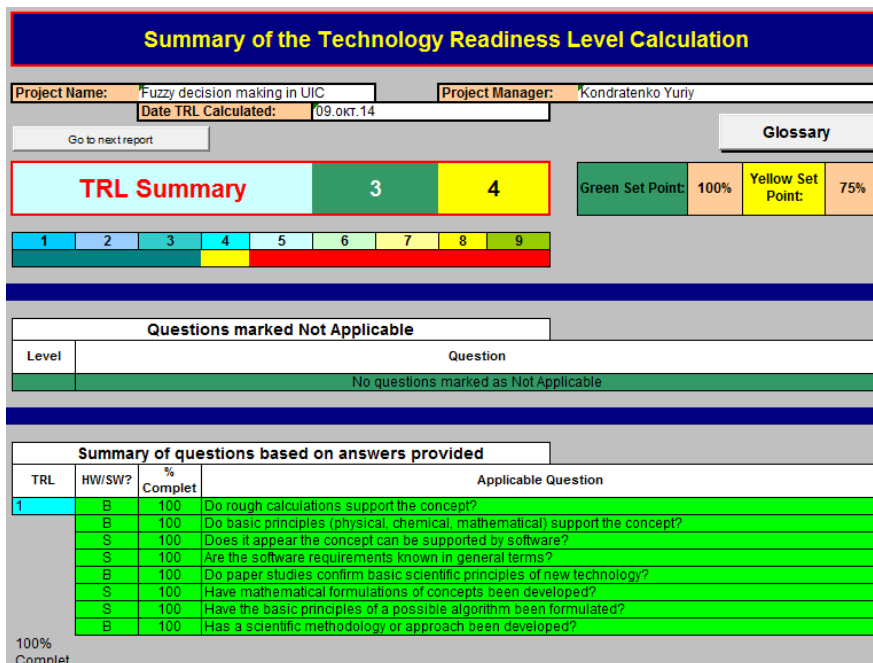 Summary of the Technology Readiness Level Calculation
Project Name: Fuzzy decision making in UIC Project Manager: Kondratenko Yuriy
Date TRL Calculated: 09.окт.14
Go to next report
Glossary
TRL Summary 3 4
Green Set Point: 100% Yellow Set Point: 75%
1 2 3 4 5 6 7 8 9
Questions marked Not Applicable
Level Question
No questions marked as Not Applicable
Summary of questions based on answers provided
TRL HW/SW? % Complet Applicable Question
1 B 100 Do rough calculations support the concept?
B 100 Do basic principles (physical, chemical, mathematical) support the concept?
S 100 Does it appear the concept can be supported by software?
S 100 Are the software requirements known in general terms?
B 100 Do paper studies confirm basic scientific principles of new technology?
S 100 Have mathematical formulations of concepts been developed?
S 100 Have the basic principles of a possible algorithm been formulated?
B 100 Has a scientific methodology or approach been developed?
100%
Complet